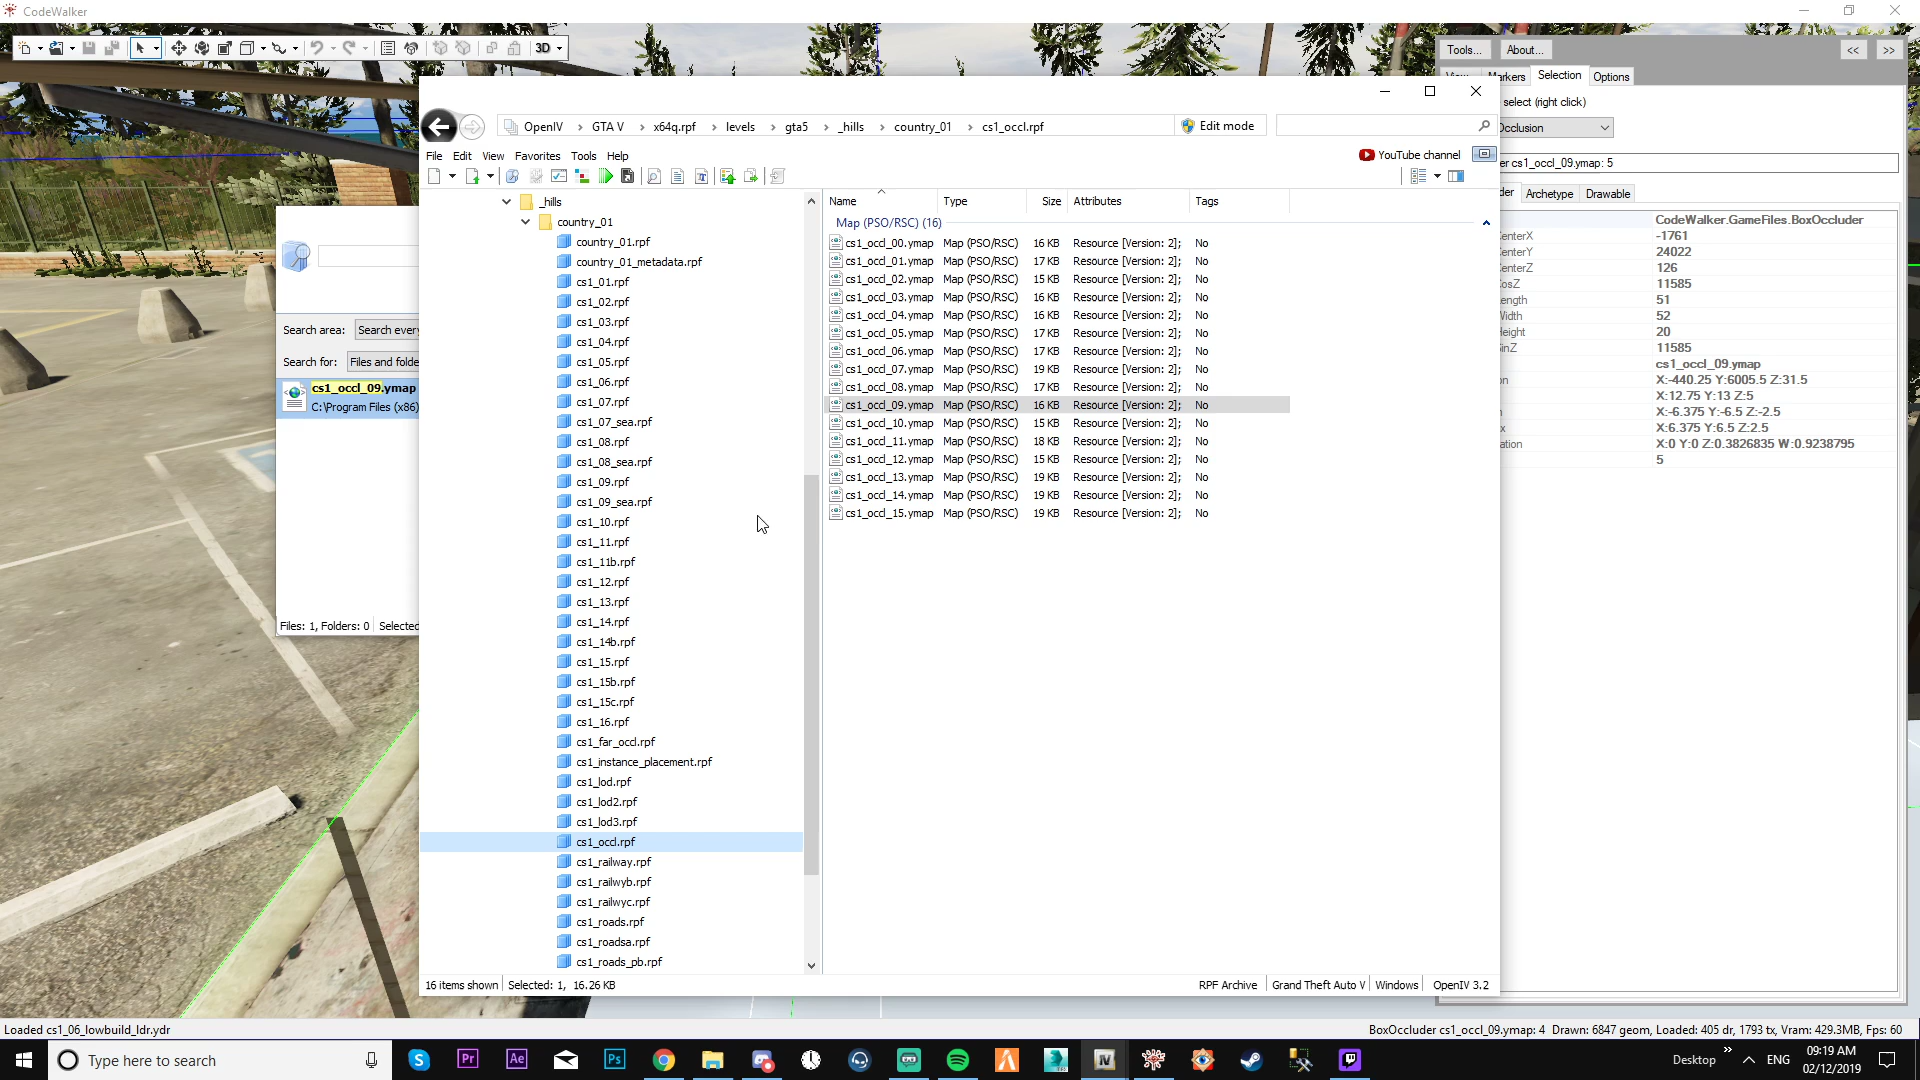 CodeWalker
3D
Tools...
About...
<<
>>
Markers
Selection
Options
select (right click)
cs1_occl_09.ymap: 5
Archetype
Drawable
CodeWalker.GameFiles.BoxOccluder
-1761
24022
126
11585
51
52
20
11585
cs1_occl_09.ymap
X:-440.25 Y:6005.5 Z:31.5
X:12.75 Y:13 Z:5
X:-6.375 Y:-6.5 Z:-2.5
X:6.375 Y:6.5 Z:2.5
X:0 Y:0 Z:0.3826835 W:0.9238795
5
OpenIV > GTA V > x64q.rpf > levels > gta5 > _hills > country_01 > cs1_occl.rpf
Edit mode
File Edit View Favorites Tools Help
YouTube channel
_hills
country_01
country_01.rpf
country_01_metadata.rpf
cs1_01.rpf
cs1_02.rpf
cs1_03.rpf
cs1_04.rpf
cs1_05.rpf
cs1_06.rpf
cs1_07.rpf
cs1_07_sea.rpf
cs1_08.rpf
cs1_08_sea.rpf
cs1_09.rpf
cs1_09_sea.rpf
cs1_10.rpf
cs1_11.rpf
cs1_11b.rpf
cs1_12.rpf
cs1_13.rpf
cs1_14.rpf
cs1_14b.rpf
cs1_15.rpf
cs1_15b.rpf
cs1_15c.rpf
cs1_16.rpf
cs1_far_occl.rpf
cs1_instance_placement.rpf
cs1_lod.rpf
cs1_lod2.rpf
cs1_lod3.rpf
cs1_occl.rpf
cs1_railway.rpf
cs1_railwyb.rpf
cs1_railwyc.rpf
cs1_roads.rpf
cs1_roadsa.rpf
cs1_roads_pb.rpf
Name Type Size Attributes Tags
Map (PSO/RSC) (16)
cs1_occl_00.ymap Map (PSO/RSC) 16 KB Resource [Version: 2]; No
cs1_occl_01.ymap Map (PSO/RSC) 17 KB Resource [Version: 2]; No
cs1_occl_02.ymap Map (PSO/RSC) 15 KB Resource [Version: 2]; No
cs1_occl_03.ymap Map (PSO/RSC) 16 KB Resource [Version: 2]; No
cs1_occl_04.ymap Map (PSO/RSC) 16 KB Resource [Version: 2]; No
cs1_occl_05.ymap Map (PSO/RSC) 17 KB Resource [Version: 2]; No
cs1_occl_06.ymap Map (PSO/RSC) 17 KB Resource [Version: 2]; No
cs1_occl_07.ymap Map (PSO/RSC) 19 KB Resource [Version: 2]; No
cs1_occl_08.ymap Map (PSO/RSC) 17 KB Resource [Version: 2]; No
cs1_occl_09.ymap Map (PSO/RSC) 16 KB Resource [Version: 2]; No
cs1_occl_10.ymap Map (PSO/RSC) 15 KB Resource [Version: 2]; No
cs1_occl_11.ymap Map (PSO/RSC) 18 KB Resource [Version: 2]; No
cs1_occl_12.ymap Map (PSO/RSC) 15 KB Resource [Version: 2]; No
cs1_occl_13.ymap Map (PSO/RSC) 19 KB Resource [Version: 2]; No
cs1_occl_14.ymap Map (PSO/RSC) 19 KB Resource [Version: 2]; No
cs1_occl_15.ymap Map (PSO/RSC) 19 KB Resource [Version: 2]; No
16 items shown Selected: 1, 16.26 KB
RPF Archive Grand Theft Auto V Windows OpenIV 3.2
Search area: Search every
Search for: Files and folde
cs1_occl_09.ymap
C:\Program Files (x86)
Files: 1, Folders: 0 Selected
Loaded cs1_06_lowbuild_ldr.ydr
BoxOccluder cs1_occl_09.ymap: 4 Drawn: 6847 geom, Loaded: 405 dr, 1793 tx, Vram: 429.3MB, Fps: 60
Type here to search
Desktop
ENG
09:19 AM
02/12/2019